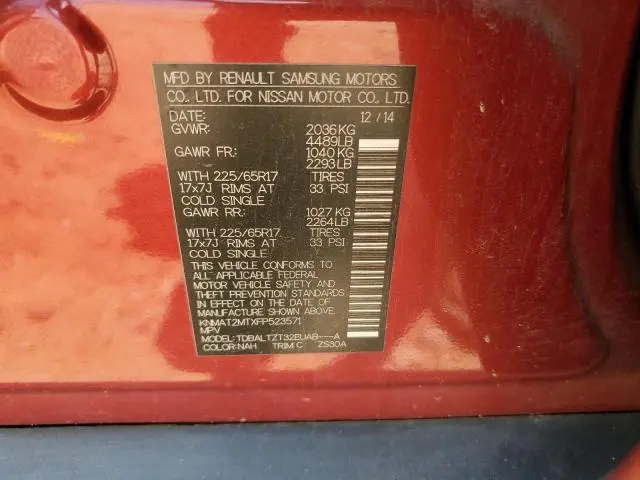 MFD BY RENAULT SAMSUNG MOTORS
CO., LTD. FOR NISSAN MOTOR CO., LTD.
DATE: 12/14
GVWR: 2036KG
4489LB
GAWR FR: 1040 KG
2293LB
WITH 225/65R17 TIRES
17x7J RIMS AT 33 PSI
COLD SINGLE
GAWR RR: 1027 KG
2264LB
WITH 225/65R17 TIRES
17x7J RIMS AT 33 PSI
COLD SINGLE
THIS VEHICLE CONFORMS TO
ALL APPLICABLE FEDERAL
MOTOR VEHICLE SAFETY AND
THEFT PREVENTION STANDARDS
IN EFFECT ON THE DATE OF
MANUFACTURE SHOWN ABOVE.
KNMAT2MTXFP523571
MPV
MODEL: TDBALTZT32EUAB---A
COLOR:NAH TRIM:C ZS30A